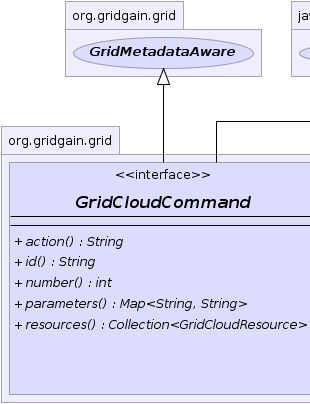 org.gridgain.grid
jav
GridMetadataAware
org.gridgain.grid
<<interface>>
GridCloudCommand
+ action() : String
+ id() : String
+ number() : int
+ parameters() : Map<String, String>
+ resources() : Collection<GridCloudResource>